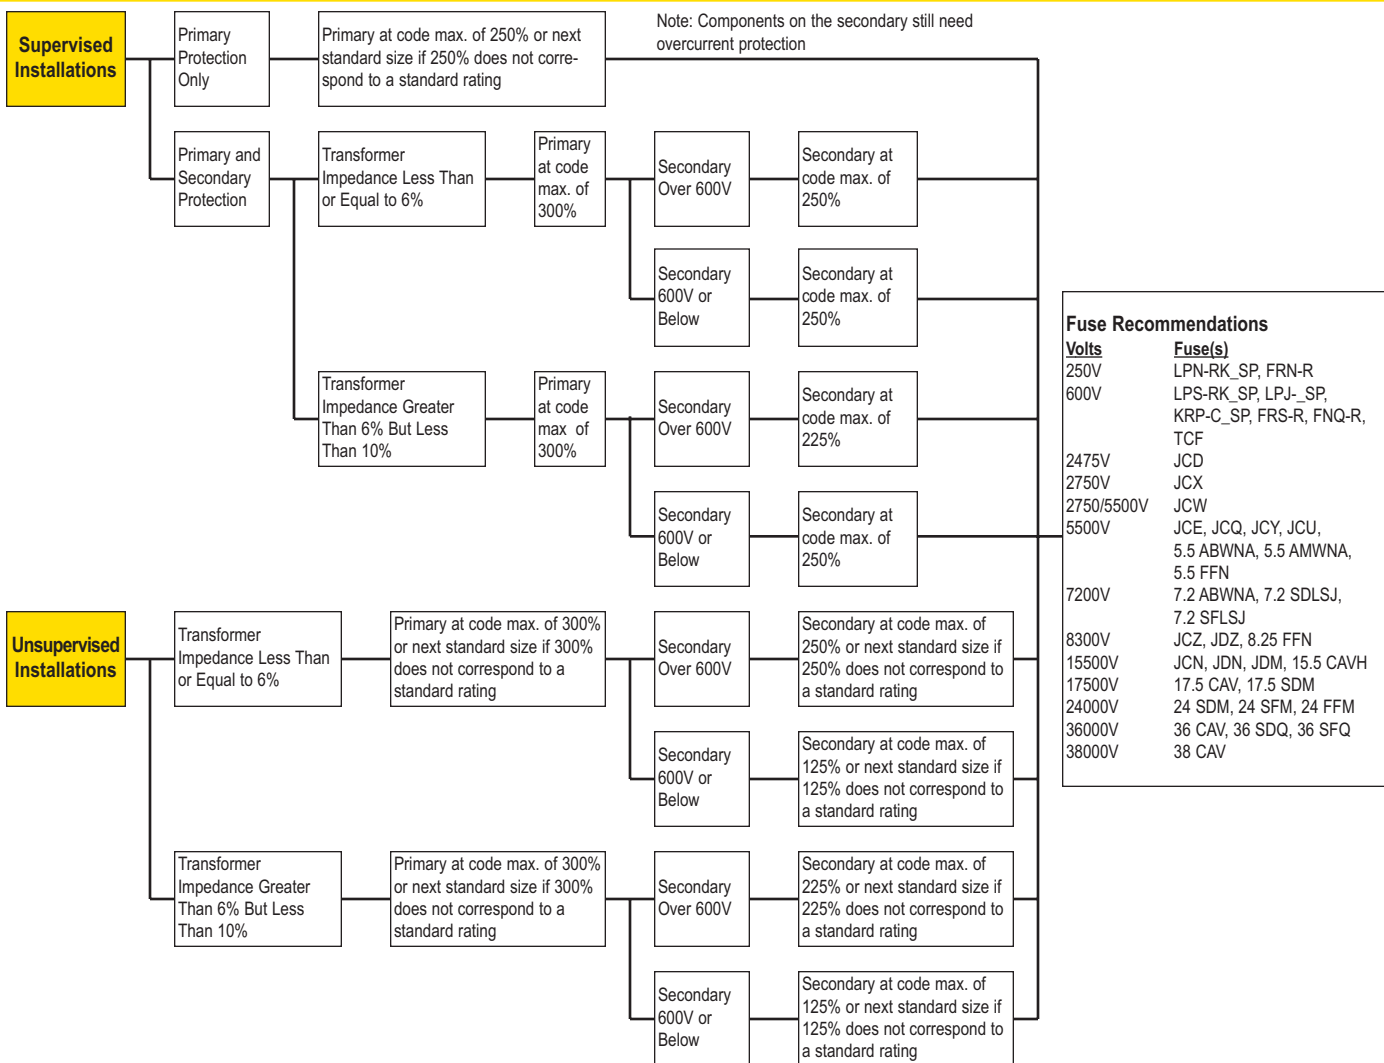 Supervised
Installations
Primary
Protection
Only
Primary at code max. of 250% or next
standard size if 250% does not corre-
spond to a standard rating
Note: Components on the secondary still need
overcurrent protection
Primary and
Secondary
Protection
Transformer
Impedance Less Than
or Equal to 6%
Primary
at code
max. of
300%
Secondary
Over 600V
Secondary at
code max. of
250%
Secondary
600V or
Below
Secondary at
code max. of
250%
Transformer
Impedance Greater
Than 6% But Less
Than 10%
Primary
at code
max of
300%
Secondary
Over 600V
Secondary at
code max. of
225%
Secondary
600V or
Below
Secondary at
code max. of
250%
Unsupervised
Installations
Transformer
Impedance Less Than
or Equal to 6%
Primary at code max. of 300%
or next standard size if 300%
does not correspond to a
standard rating
Secondary
Over 600V
Secondary at code max. of
250% or next standard size if
250% does not correspond to
a standard rating
Secondary
600V or
Below
Secondary at code max. of
125% or next standard size if
125% does not correspond to
a standard rating
Transformer
Impedance Greater
Than 6% But Less
Than 10%
Primary at code max. of 300%
or next standard size if 300%
does not correspond to a
standard rating
Secondary
Over 600V
Secondary at code max. of
225% or next standard size if
225% does not correspond to
a standard rating
Secondary
600V or
Below
Secondary at code max. of
125% or next standard size if
125% does not correspond to
a standard rating
Fuse Recommendations
Volts Fuse(s)
250V LPN-RK_SP, FRN-R
600V LPS-RK_SP, LPJ-_SP,
KRP-C_SP, FRS-R, FNQ-R,
TCF
2475V JCD
2750V JCX
2750/5500V JCW
5500V JCE, JCQ, JCY, JCU,
5.5 ABWNA, 5.5 AMWNA,
5.5 FFN
7200V 7.2 ABWNA, 7.2 SDLSJ,
7.2 SFLSJ
8300V JCZ, JDZ, 8.25 FFN
15500V JCN, JDN, JDM, 15.5 CAVH
17500V 17.5 CAV, 17.5 SDM
24000V 24 SDM, 24 SFM, 24 FFM
36000V 36 CAV, 36 SDQ, 36 SFQ
38000V 38 CAV